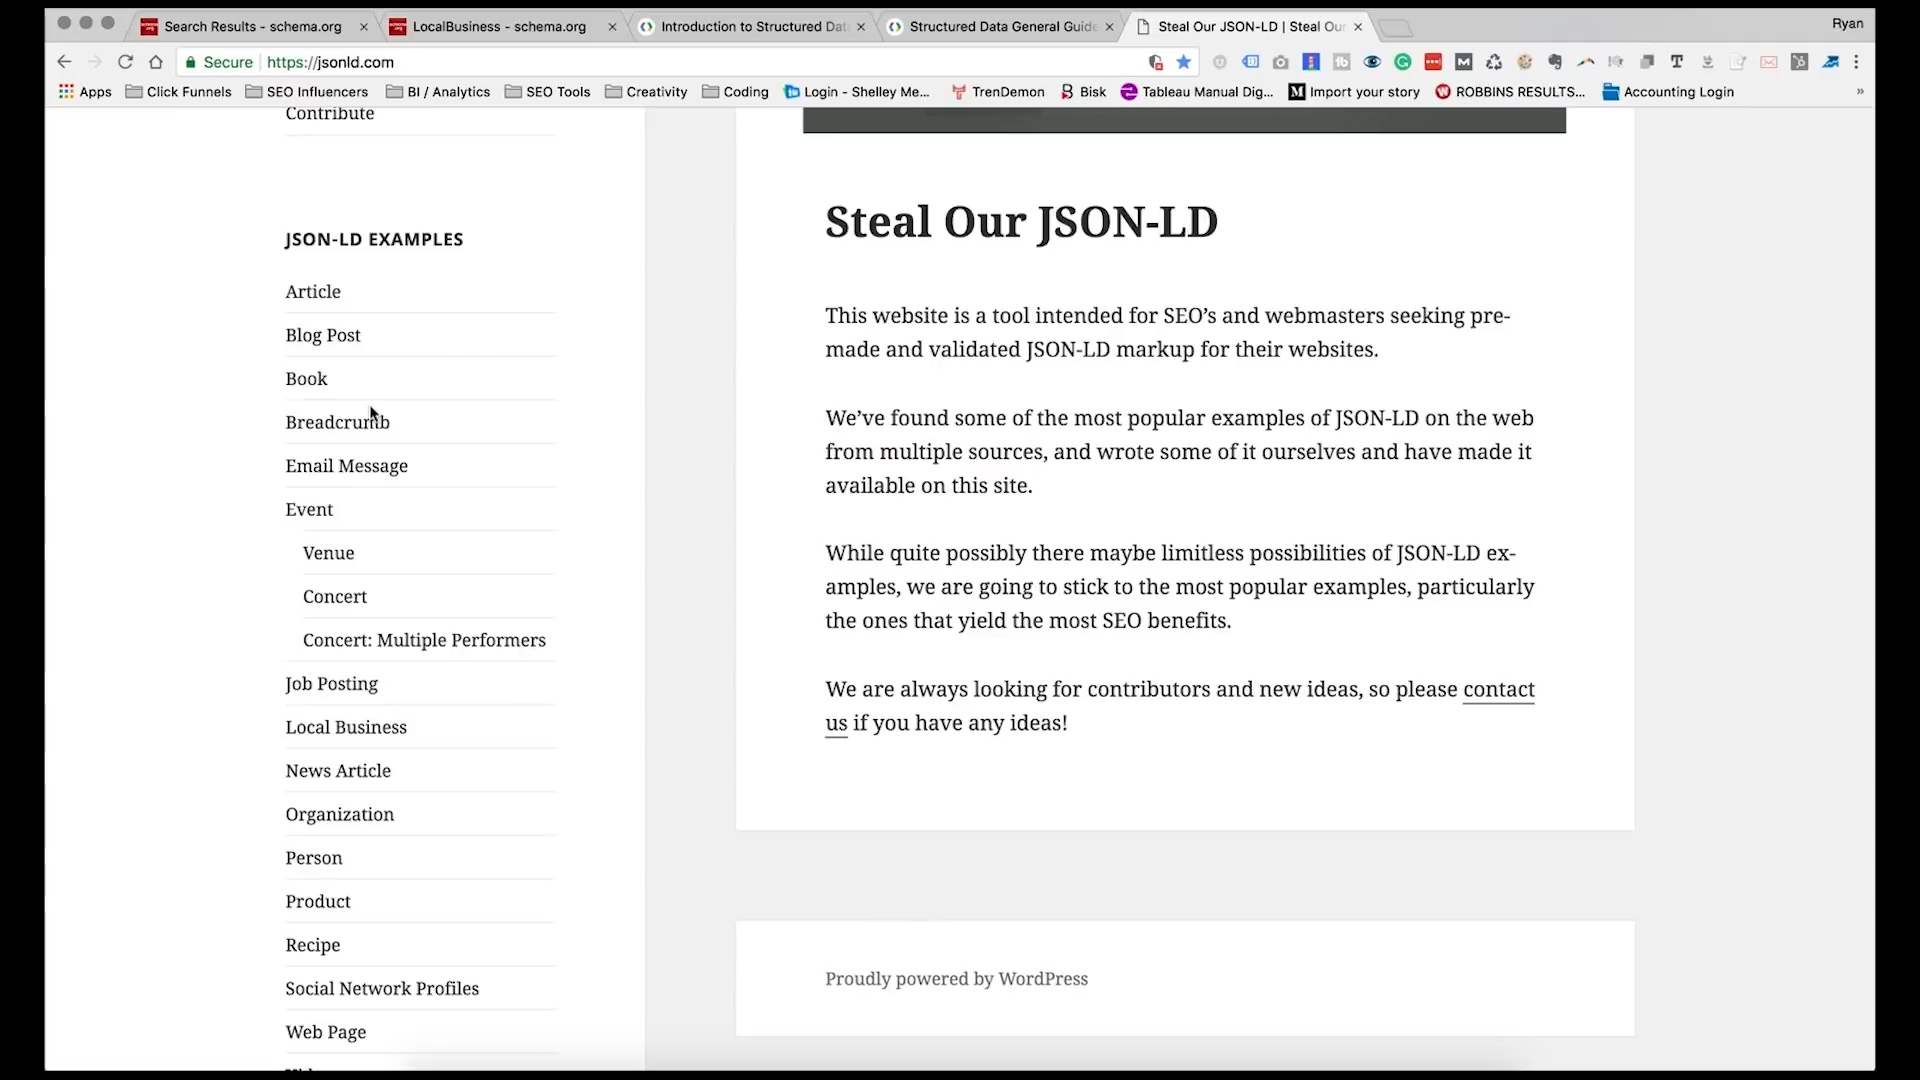 Search Results - schema.org
LocalBusiness - schema.org
Introduction to Structured Dat
Structured Data General Guide
Steal Our JSON-LD | Steal Our
Ryan
Secure
https://jsonld.com
Apps
Click Funnels
SEO Influencers
BI / Analytics
SEO Tools
Creativity
Coding
Login - Shelley Me...
TrenDemon
Bisk
Tableau Manual Dig...
Import your story
ROBBINS RESULTS...
Accounting Login
»
Contribute
JSON-LD EXAMPLES
Article
Blog Post
Book
Breadcrumb
Email Message
Event
Venue
Concert
Concert: Multiple Performers
Job Posting
Local Business
News Article
Organization
Person
Product
Recipe
Social Network Profiles
Web Page
Steal Our JSON-LD
This website is a tool intended for SEO’s and webmasters seeking pre-
made and validated JSON-LD markup for their websites.
We’ve found some of the most popular examples of JSON-LD on the web
from multiple sources, and wrote some of it ourselves and have made it
available on this site.
While quite possibly there maybe limitless possibilities of JSON-LD ex-
amples, we are going to stick to the most popular examples, particularly
the ones that yield the most SEO benefits.
We are always looking for contributors and new ideas, so please contact
us if you have any ideas!
Proudly powered by WordPress